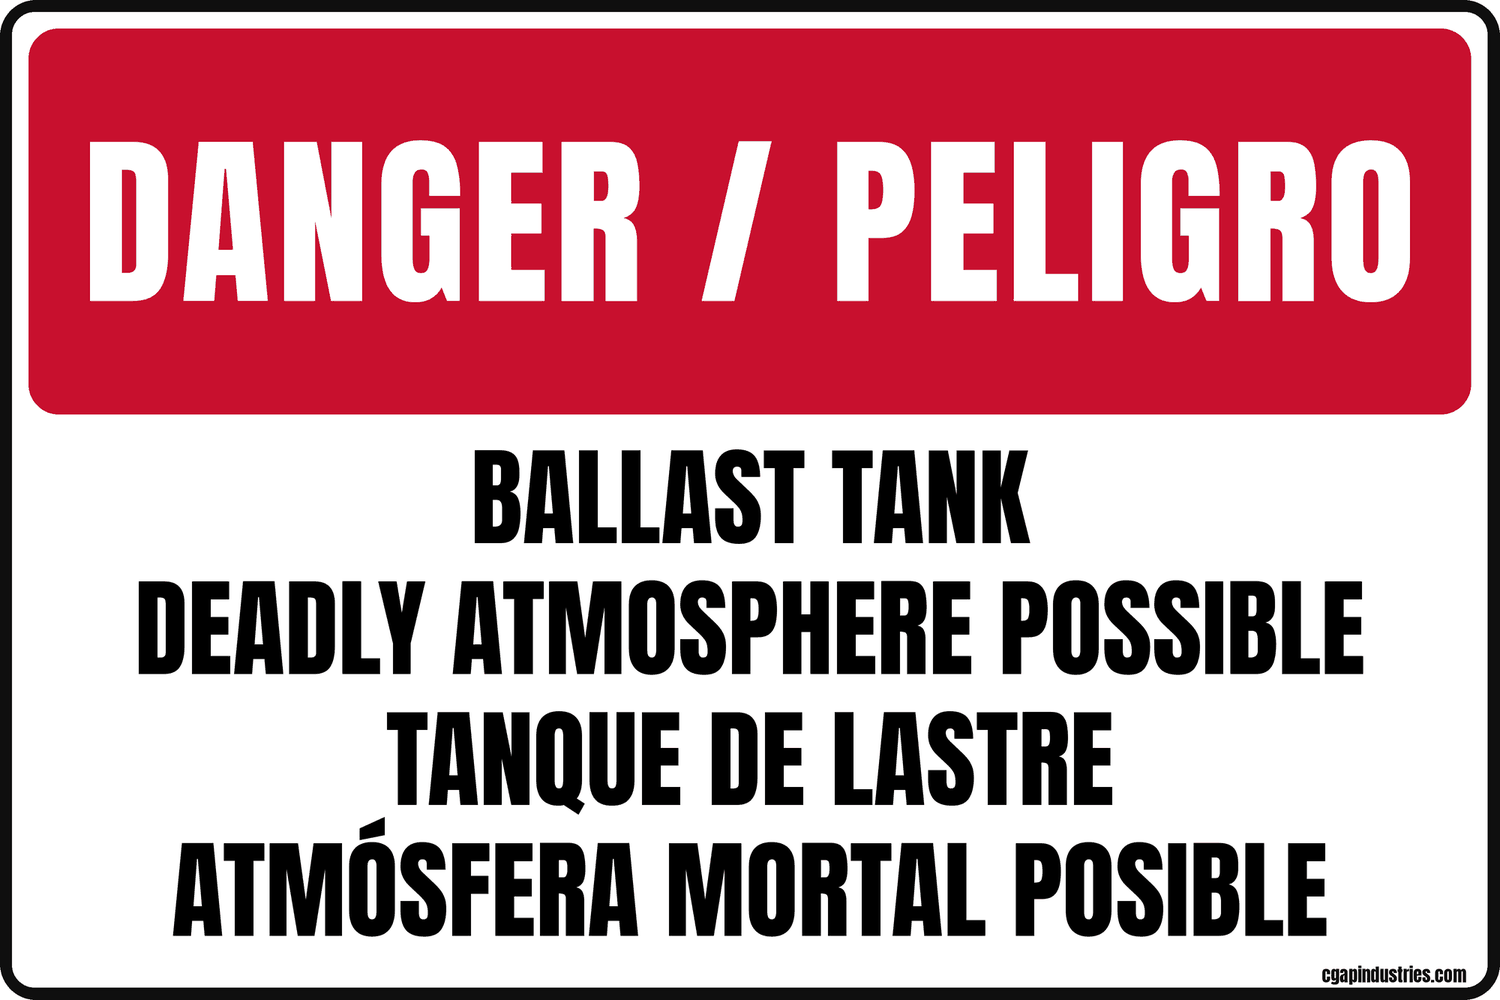 DANGER / PELIGRO
BALLAST TANK
DEADLY ATMOSPHERE POSSIBLE
TANQUE DE LASTRE
ATMÓSFERA MORTAL POSIBLE
cgapindustries.com